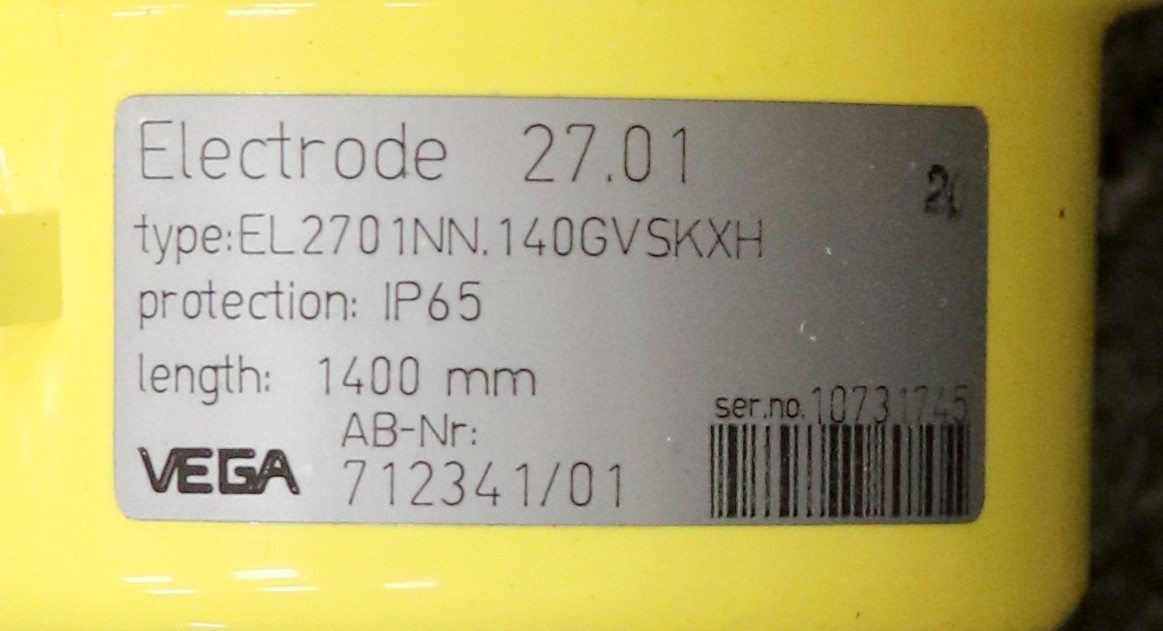 Electrode 27.01
type:EL2701NN.140GVSKXH
protection: IP65
length: 1400 mm
ser.no.10731745
AB-Nr:
VEGA 712341/01